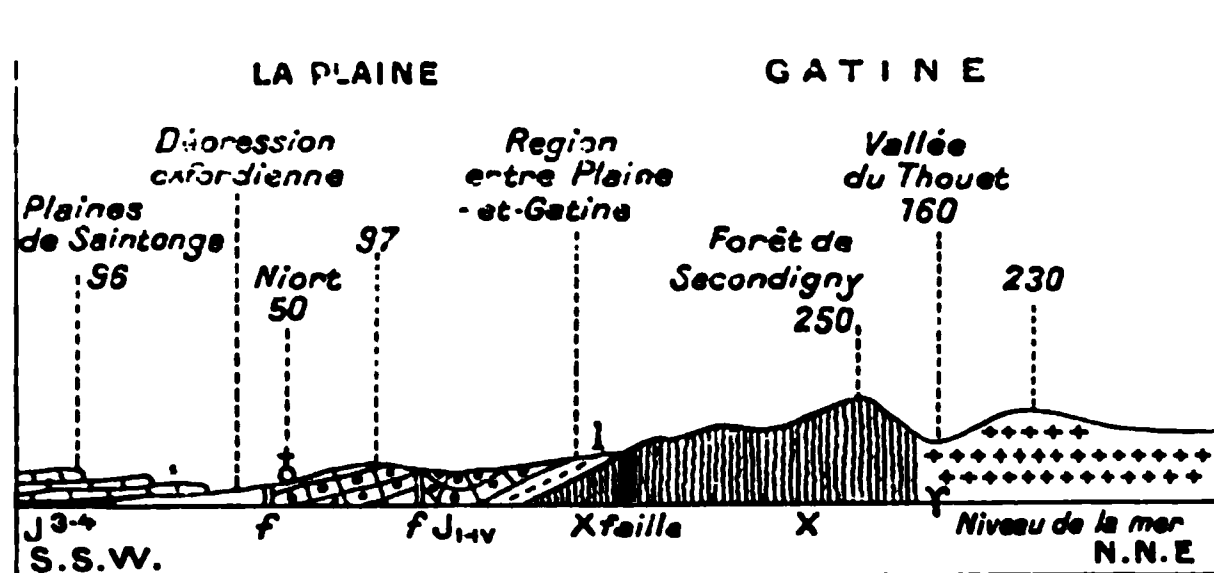 LA PLAINE
GATINE
Dépression
oxfordienne
Region
entre Plaine
-et-Gatine
Vallée
du Thouet
160
Plaines
de Saintonge
96
97
Niort
50
Forêt de
Secondigny
250
230
l
J3-4
f
f
J I-IV
X
faille
X
γ
Niveau de la mer
S.S.W.
N.N.E